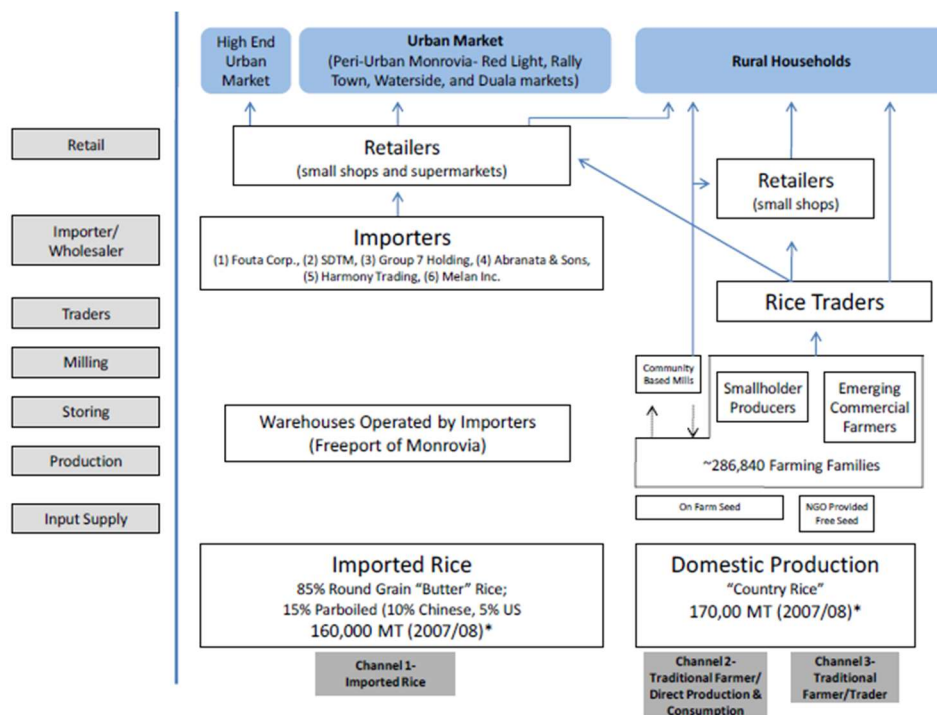 High End
Urban
Market
Urban Market
(Peri-Urban Monrovia- Red Light, Rally
Town, Waterside, and Duala markets)
Rural Households
Retail
Retailers
(small shops and supermarkets)
Retailers
(small shops)
Importer/
Wholesaler
Importers
(1) Fouta Corp., (2) SDTM, (3) Group 7 Holding, (4) Abranata & Sons,
(5) Harmony Trading, (6) Melan Inc.
Traders
Rice Traders
Milling
Community
Based Mills
Smallholder
Producers
Emerging
Commercial
Farmers
Storing
Warehouses Operated by Importers
(Freeport of Monrovia)
Production
~286,840 Farming Families
Input Supply
On Farm Seed
NGO Provided
Free Seed
Imported Rice
85% Round Grain “Butter” Rice;
15% Parboiled (10% Chinese, 5% US
160,000 MT (2007/08)*
Domestic Production
“Country Rice”
170,00 MT (2007/08)*
Channel 1-
Imported Rice
Channel 2-
Traditional Farmer/
Direct Production &
Consumption
Channel 3-
Traditional
Farmer/Trader